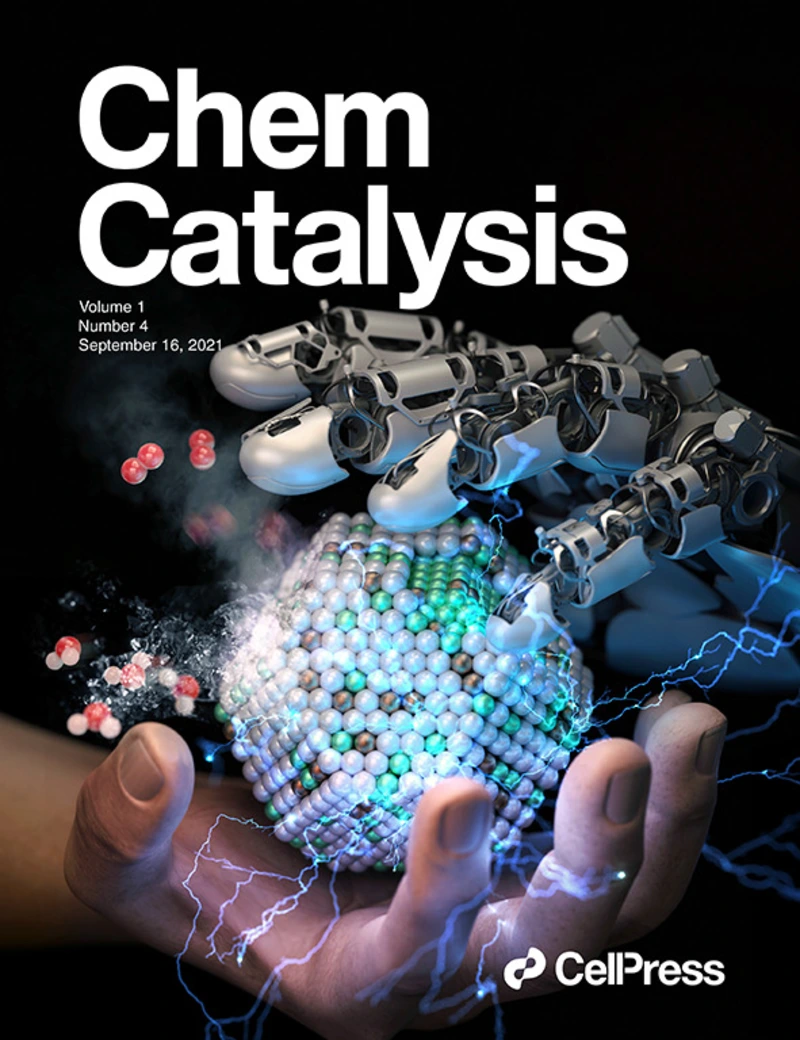 Chem
Catalysis
Volume 1
Number 4
September 16, 2021
CellPress